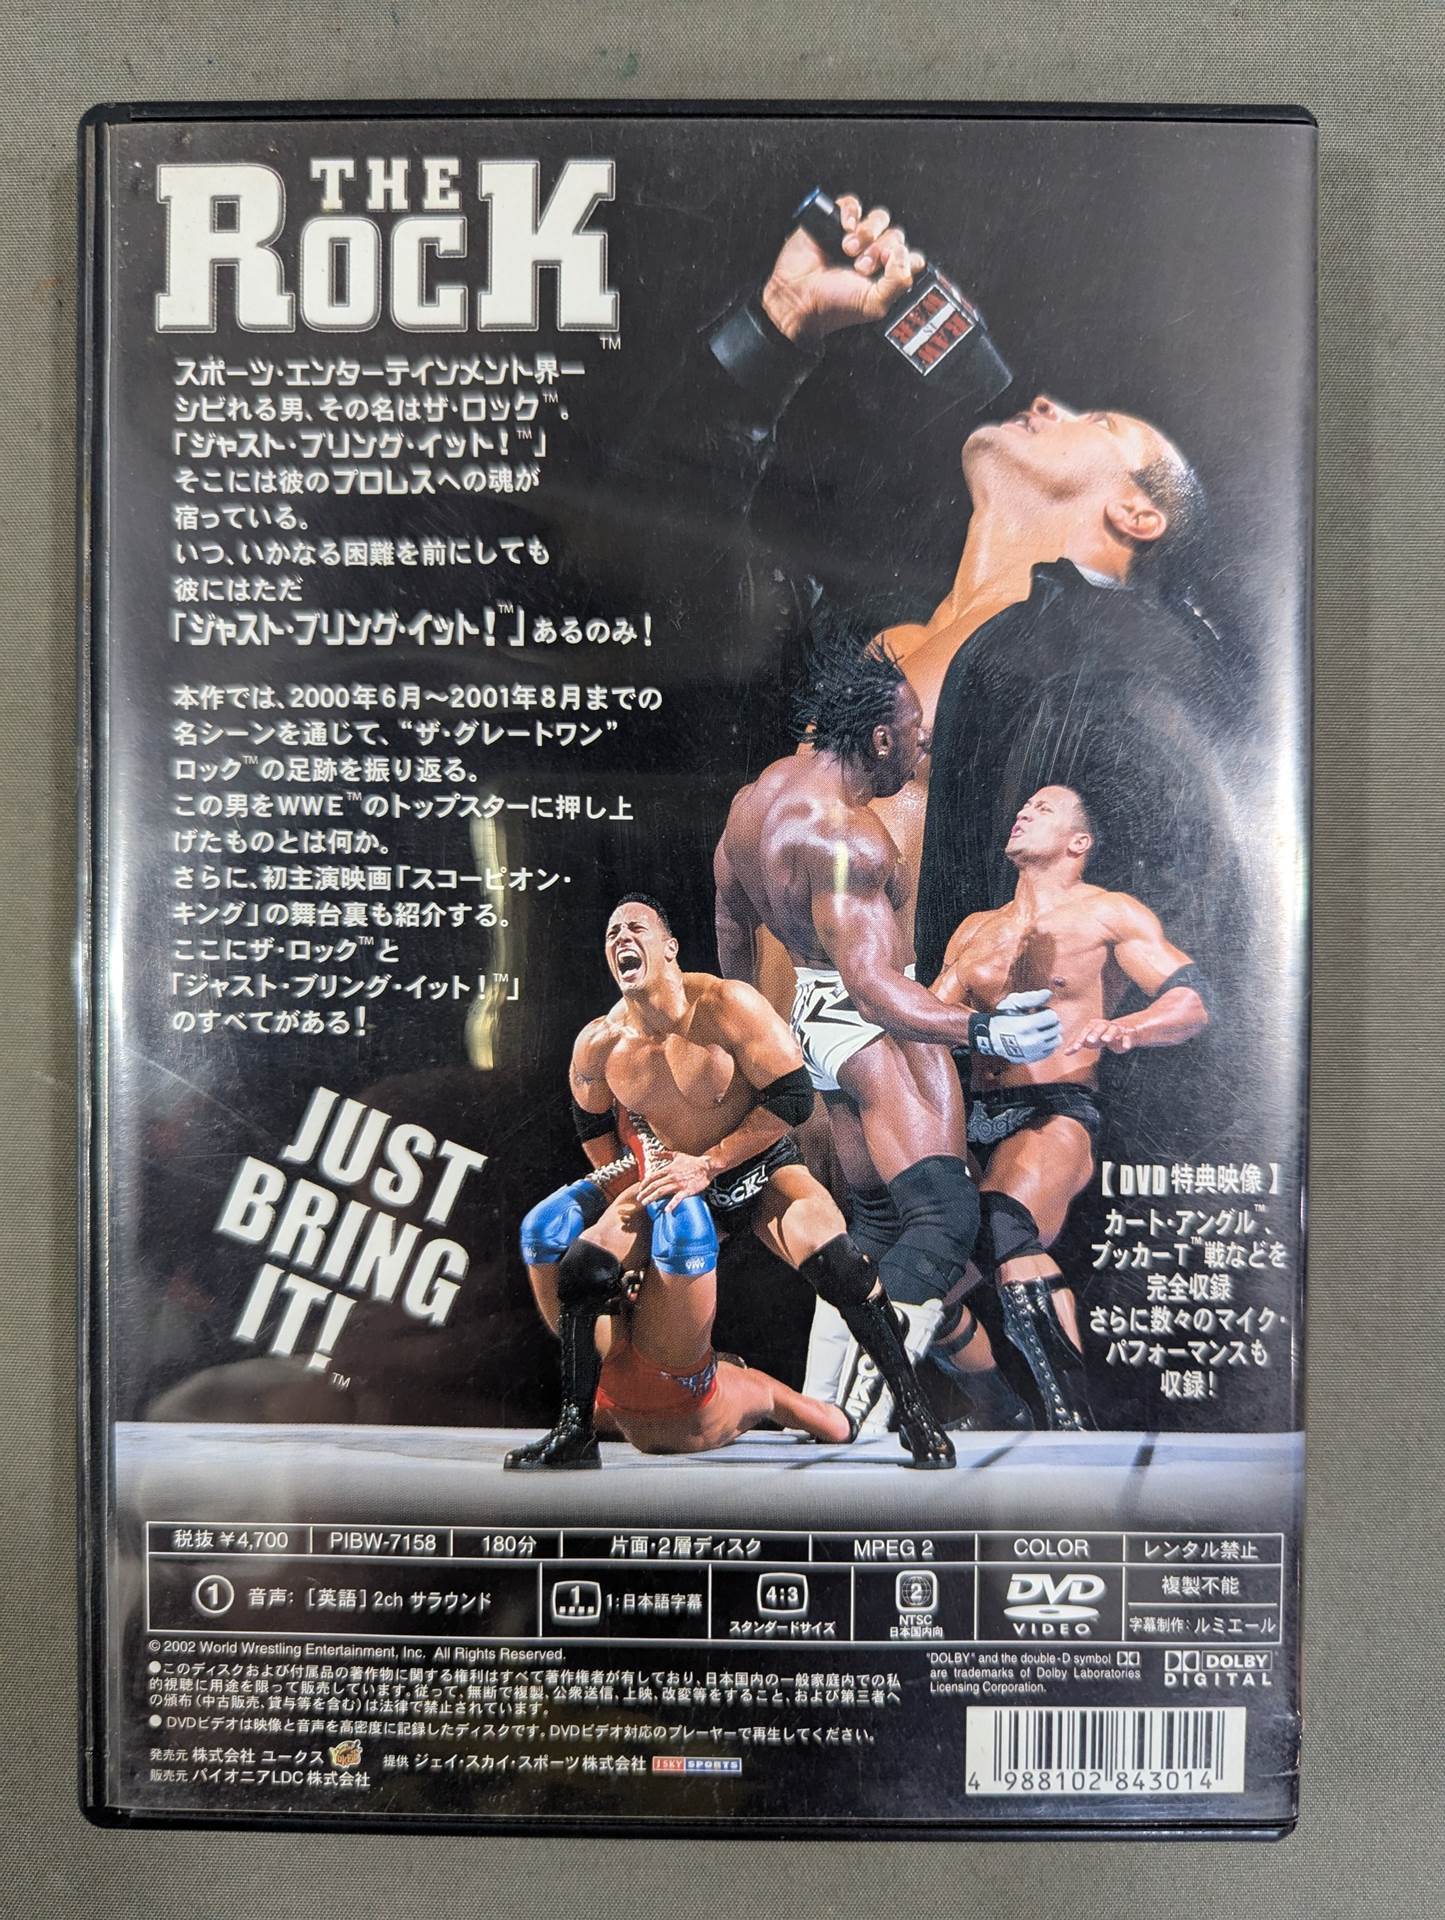 THE
ROCK™
スポーツ・エンターテインメント界一
シビれる男、その名はザ・ロック™。
「ジャスト・ブリング・イット!™」
そこには彼のプロレスへの魂が
宿っている。
いつ、いかなる困難を前にしても
彼にはただ
「ジャスト・ブリング・イット!™」あるのみ!
本作では、2000年6月〜2001年8月までの
名シーンを通じて、“ザ・グレートワン”
ロック™の足跡を振り返る。
この男をWWE™のトップスターに押し上
げたものとは何か。
さらに、初主演映画「スコーピオン・
キング」の舞台裏も紹介する。
ここにザ・ロック™と
「ジャスト・ブリング・イット!™」
のすべてがある!
JUST
BRING
IT!™
【DVD特典映像】
カート・アングル™、
ブッカーT™戦などを
完全収録
さらに数々のマイク・
パフォーマンスも
収録!
税抜 ¥4,700 PIBW-7158 180分 片面・2層ディスク MPEG 2 COLOR レンタル禁止
1 音声:[英語]2ch サラウンド
1 1:日本語字幕
4:3
スタンダードサイズ
2
NTSC
日本国内向
DVD
VIDEO
複製不能
字幕制作:ルミエール
© 2002 World Wrestling Entertainment, Inc. All Rights Reserved.
●このディスクおよび付属品の著作物に関する権利はすべて著作権者が有しており、日本国内の一般家庭内での私
的視聴に用途を限って販売しています。従って、無断で複製、公衆送信、上映、改変等をすること、および第三者へ
の頒布(中古販売、貸与等を含む)は法律で禁止されています。
●DVDビデオは映像と音声を高密度に記録したディスクです。DVDビデオ対応のプレーヤーで再生してください。
発売元 株式会社 ユークス 提供 ジェイ・スカイ・スポーツ株式会社 J SKY SPORTS
販売元 パイオニアLDC株式会社
"DOLBY" and the double-D symbol
are trademarks of Dolby Laboratories
Licensing Corporation.
DOLBY
DIGITAL
4 988102 843014